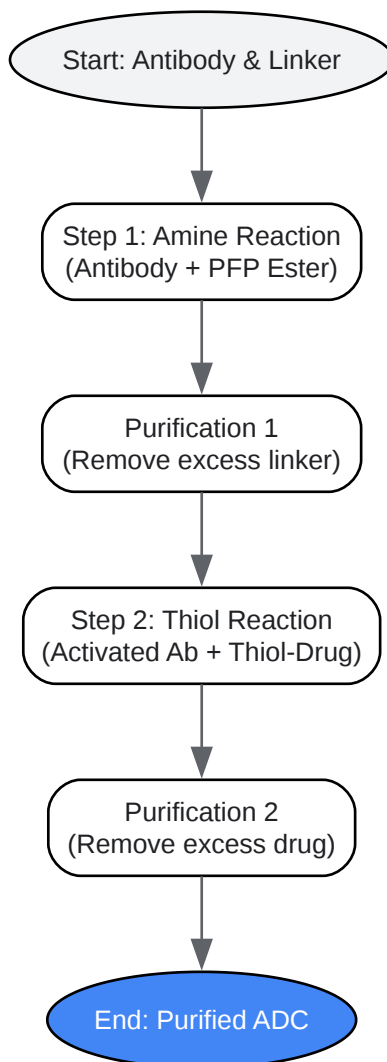 Start: Antibody & Linker
Step 1: Amine Reaction
(Antibody + PFP Ester)
Purification 1
(Remove excess linker)
Step 2: Thiol Reaction
(Activated Ab + Thiol-Drug)
Purification 2
(Remove excess drug)
End: Purified ADC